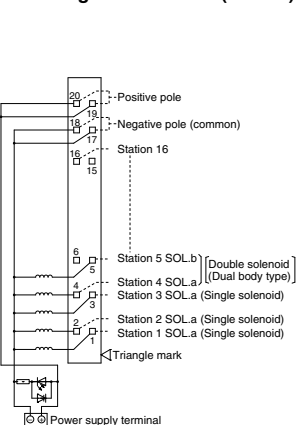 20
Positive pole
19
18
Negative pole (common)
17
16
Station 16
15
6
Station 5 SOL.b
5
Double solenoid
(Dual body type)
Station 4 SOL.a
4
Station 3 SOL.a (Single solenoid)
3
Station 2 SOL.a (Single solenoid)
2
Station 1 SOL.a (Single solenoid)
1
Triangle mark
Power supply terminal